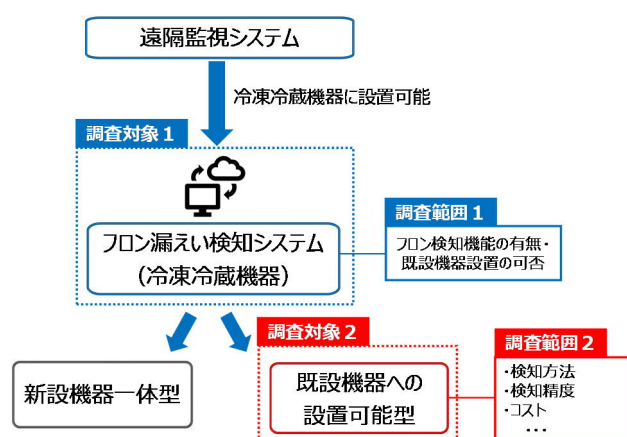 遠隔監視システム
冷凍冷蔵機器に設置可能
調査対象1
フロン漏えい検知システム
(冷凍冷蔵機器)
調査範囲1
フロン検知機能の有無・
既設機器設置の可否
新設機器一体型
調査対象2
既設機器への
設置可能型
調査範囲2
・検知方法
・検知精度
・コスト
…